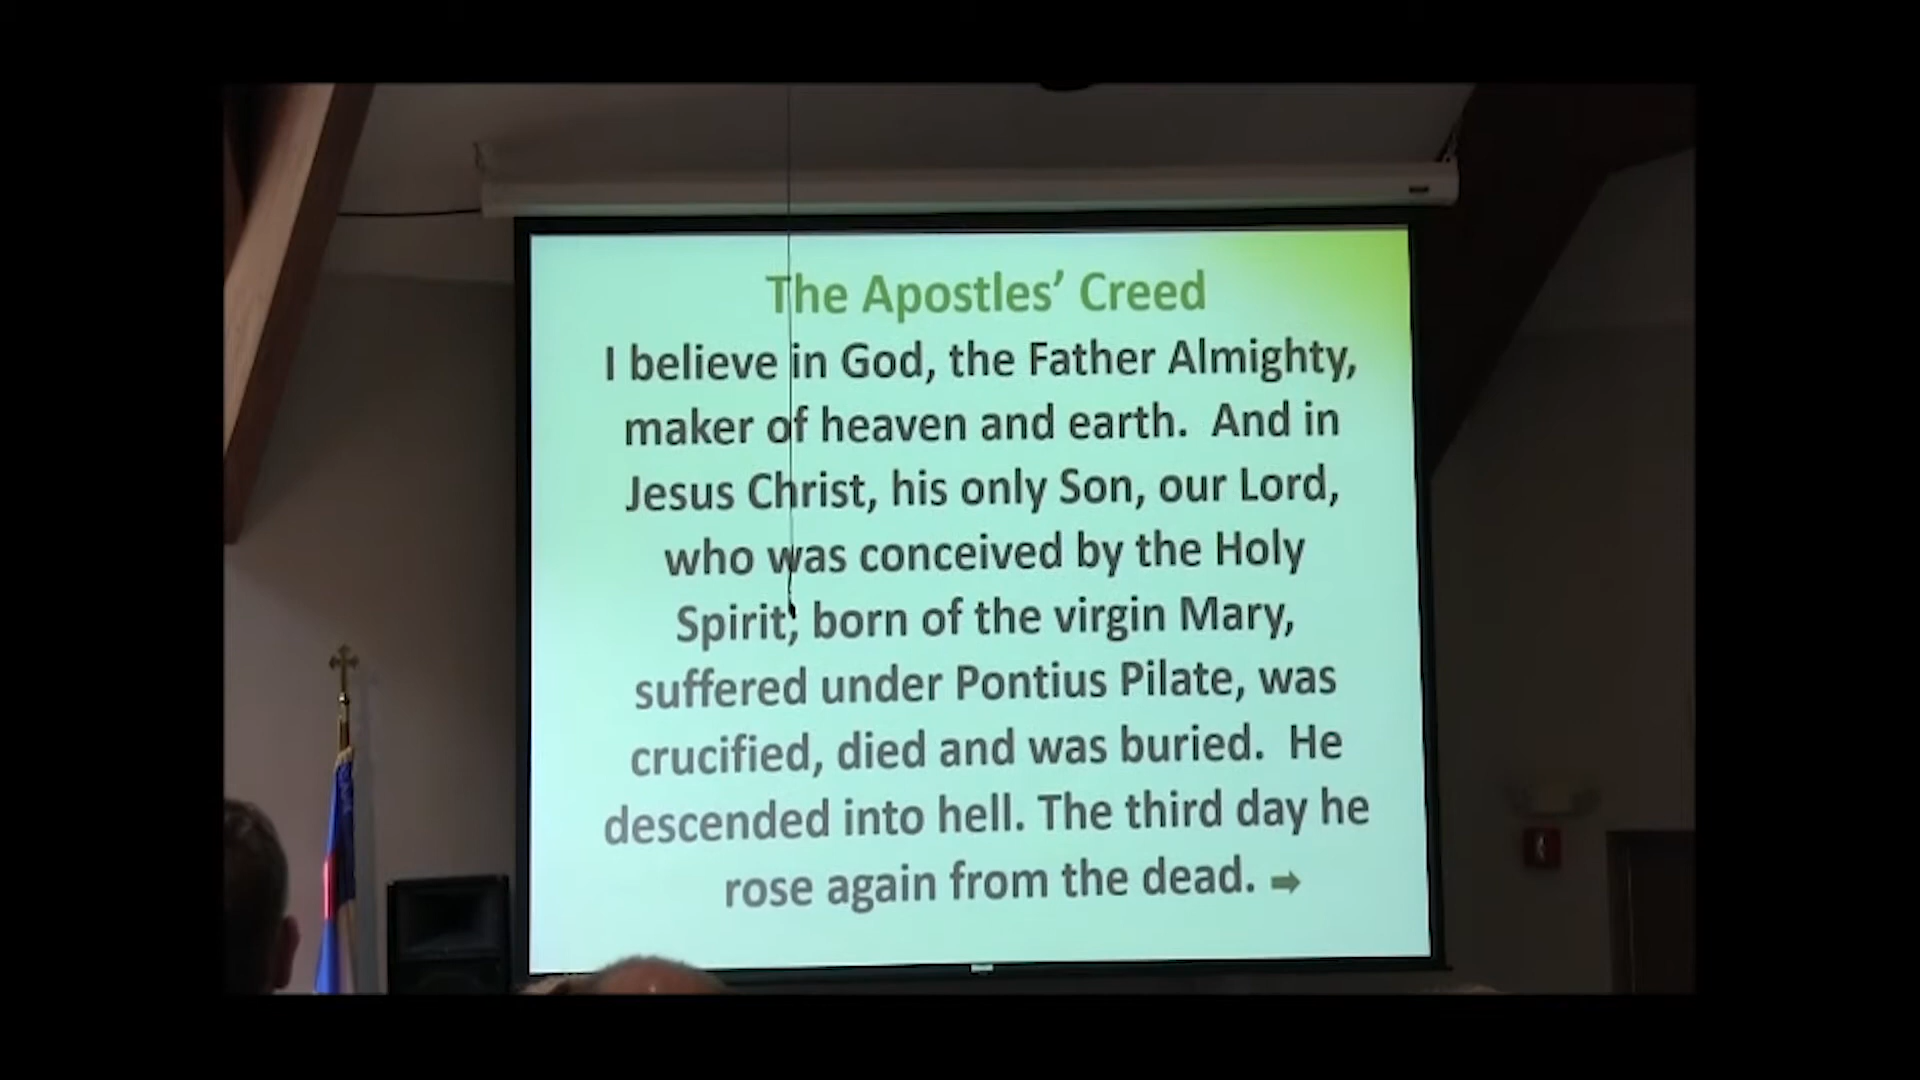 The Apostles’ Creed
I believe in God, the Father Almighty,
maker of heaven and earth.  And in
Jesus Christ, his only Son, our Lord,
who was conceived by the Holy
Spirit, born of the virgin Mary,
suffered under Pontius Pilate, was
crucified, died and was buried.  He
descended into hell. The third day he
rose again from the dead. ➡